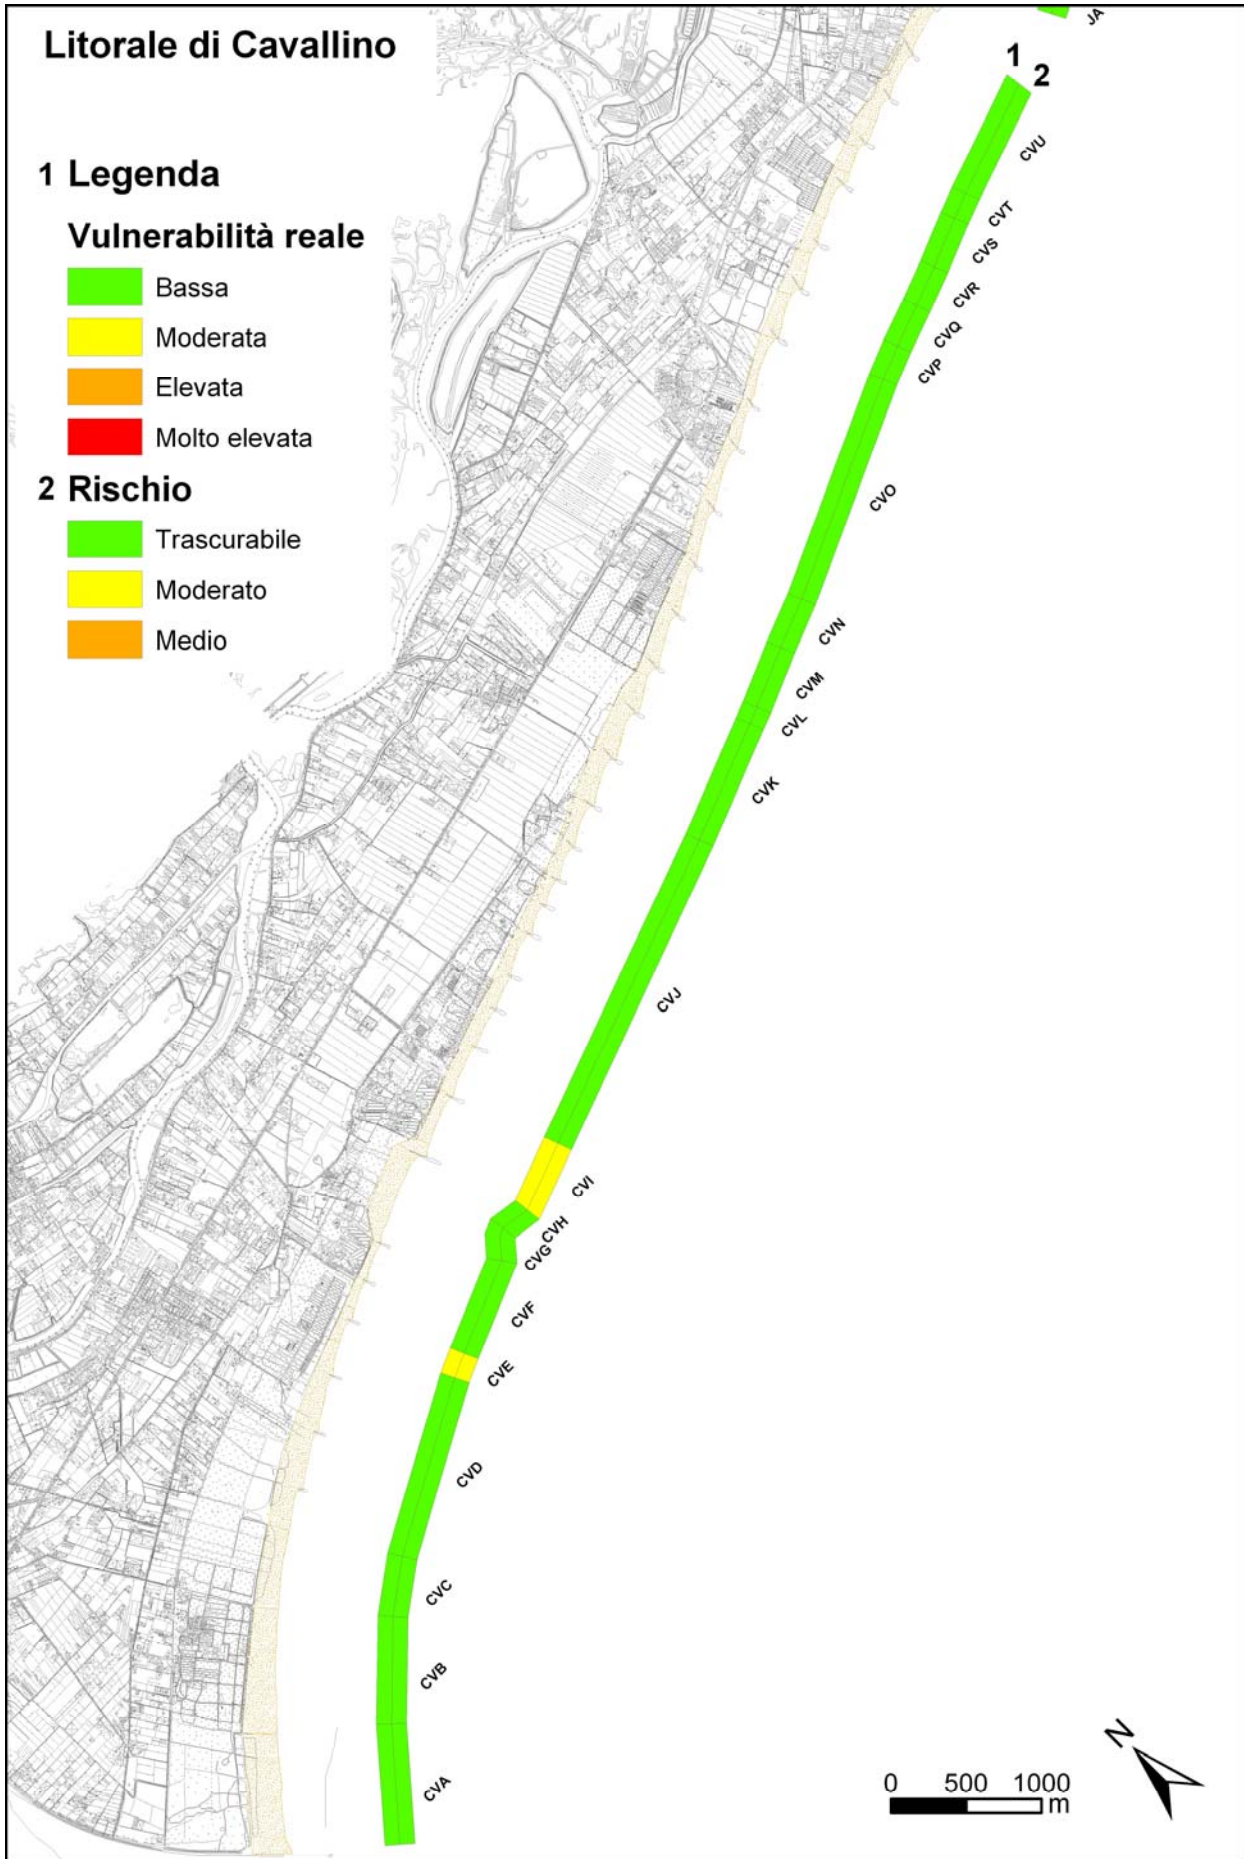 Litorale di Cavallino
1 Legenda
Vulnerabilità reale
Bassa
Moderata
Elevata
Molto elevata
2 Rischio
Trascurabile
Moderato
Medio
JA
1
2
CVU
CVT
CVS
CVR
CVQ
CVP
CVO
CVN
CVM
CVL
CVK
CVJ
CVI
CVH
CVG
CVF
CVE
CVD
CVC
CVB
CVA
N
0 500 1000
m